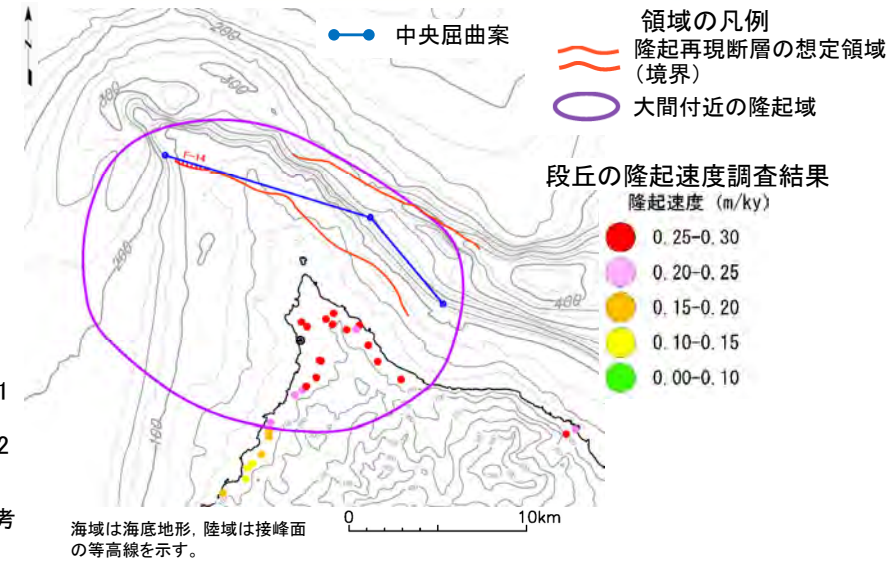 中央屈曲案
領域の凡例
隆起再現断層の想定領域
（境界）
大間付近の隆起域
段丘の隆起速度調査結果
隆起速度 (m/ky)
0.25-0.30
0.20-0.25
0.15-0.20
0.10-0.15
0.00-0.10
200
300
300
F-14
200
400
100
1
2
考
海域は海底地形，陸域は接峰面
の等高線を示す。
0 10km